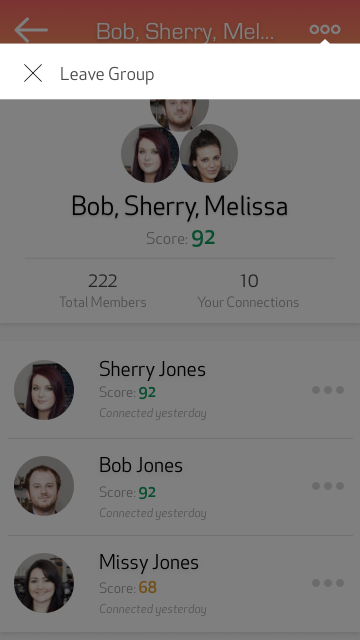 Bob, Sherry, Mel...
Leave Group
Bob, Sherry, Melissa
Score: 92
222
10
Total Members
Your Connections
Sherry Jones
Score: 92
Connected yesterday
Bob Jones
Score: 92
Connected yesterday
Missy Jones
Score: 68
Connected yesterday